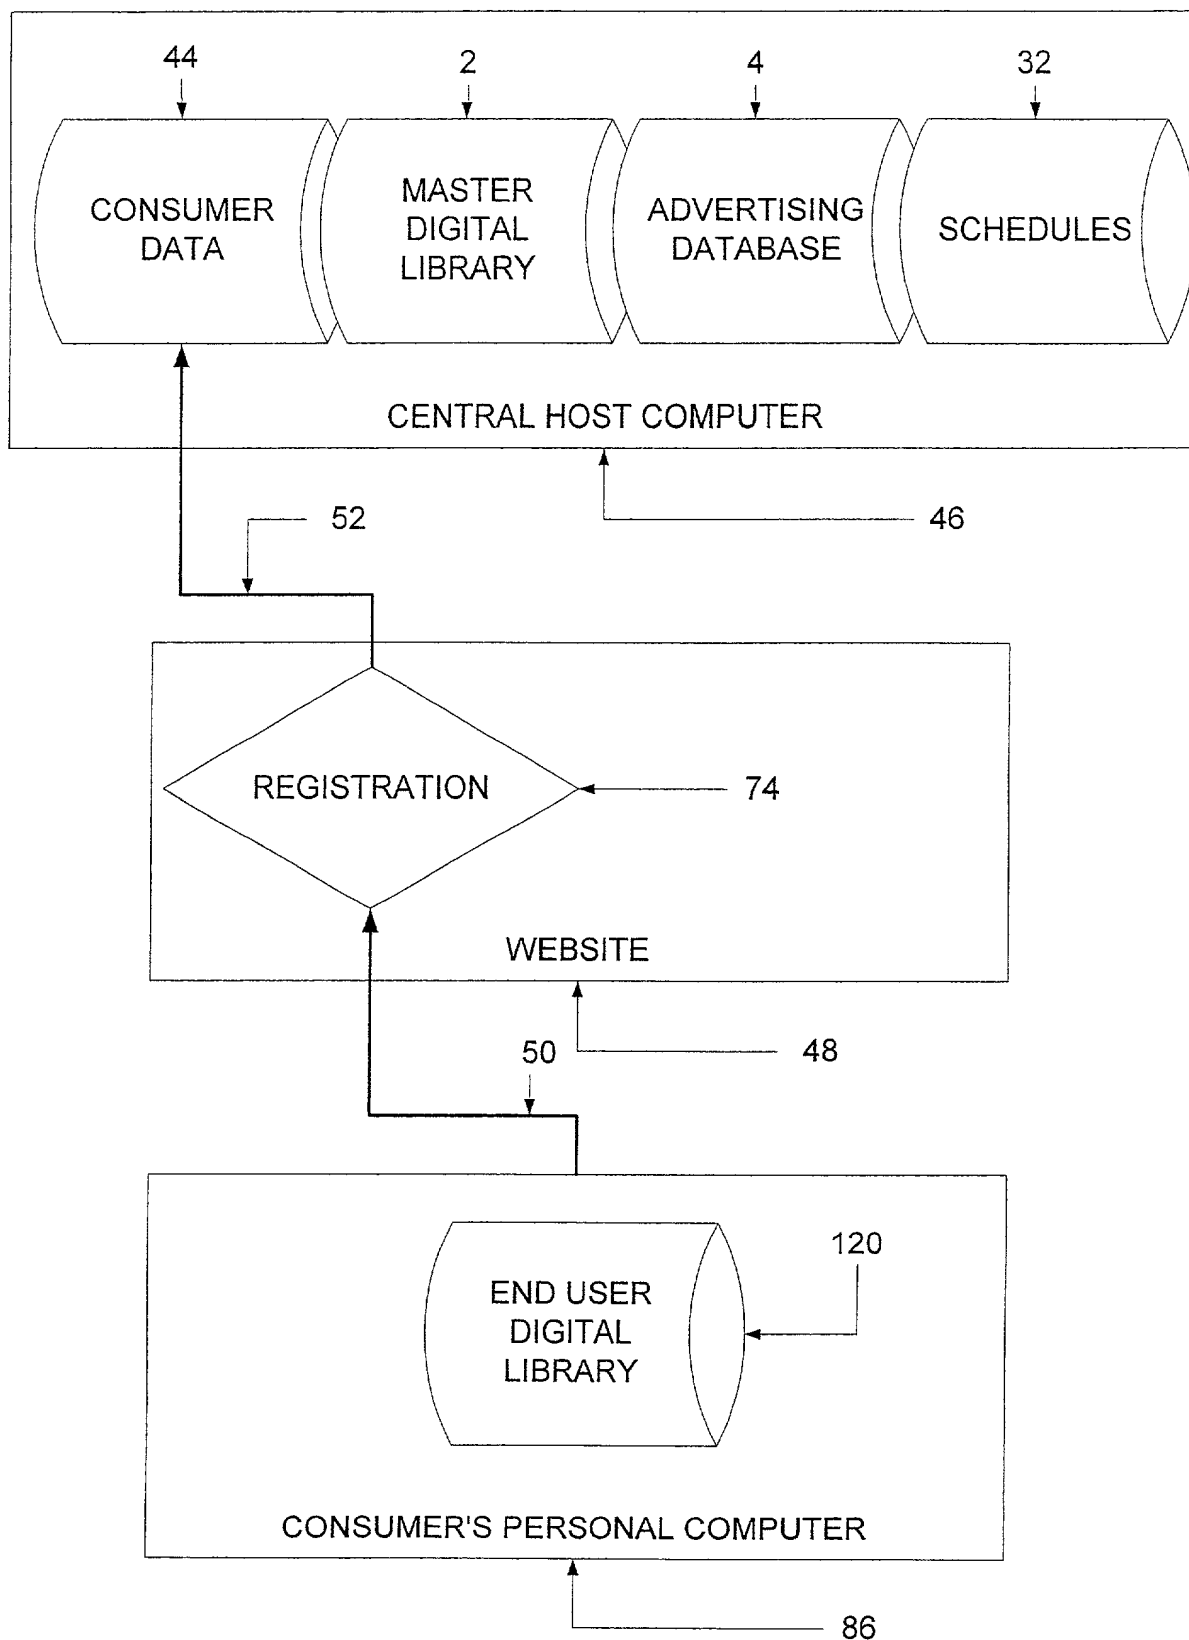 44
2
4
32
CONSUMER
DATA
MASTER
DIGITAL
LIBRARY
ADVERTISING
DATABASE
SCHEDULES
CENTRAL HOST COMPUTER
52
46
REGISTRATION
74
WEBSITE
50
48
120
END USER
DIGITAL
LIBRARY
CONSUMER'S PERSONAL COMPUTER
86